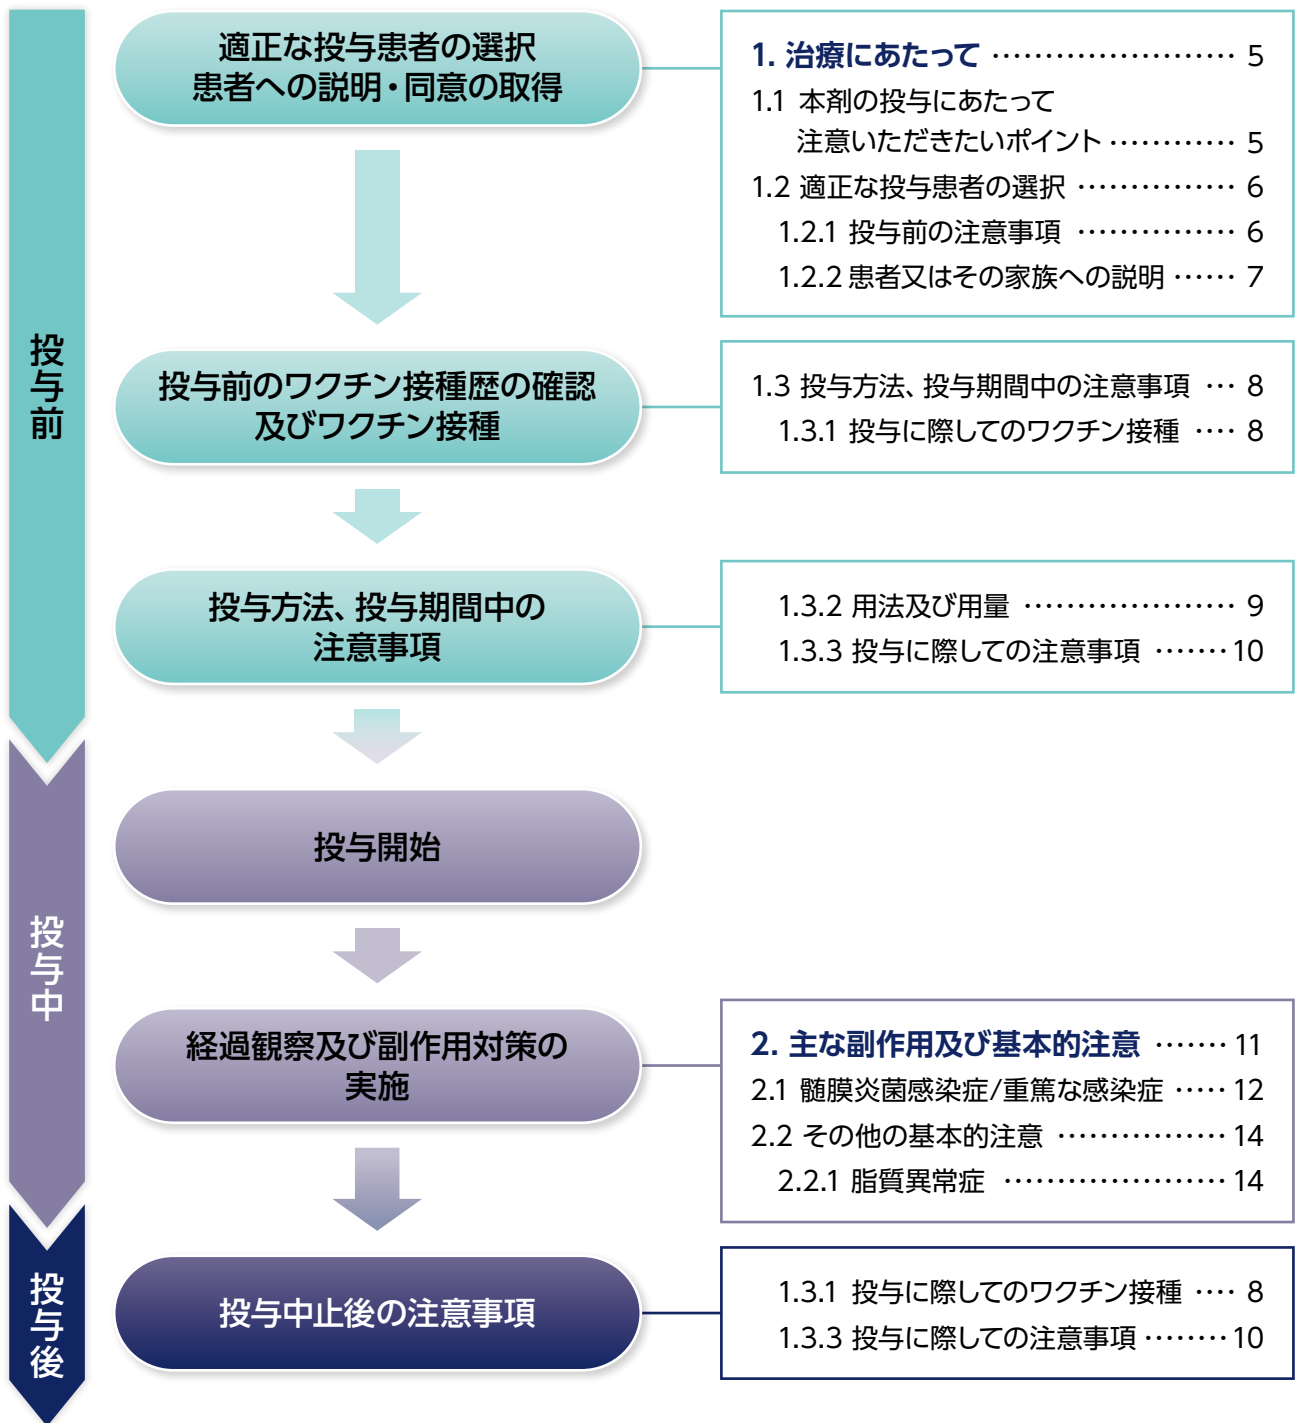 投与前
適正な投与患者の選択
患者への説明・同意の取得
1. 治療にあたって ……………………… 5
1.1 本剤の投与にあたって
注意いただきたいポイント ………… 5
1.2 適正な投与患者の選択 …………… 6
1.2.1 投与前の注意事項 …………… 6
1.2.2 患者又はその家族への説明 …… 7
投与前のワクチン接種歴の確認
及びワクチン接種
1.3 投与方法、投与期間中の注意事項 … 8
1.3.1 投与に際してのワクチン接種 …‥ 8
投与方法、投与期間中の
注意事項
1.3.2 用法及び用量 ………………… 9
1.3.3 投与に際しての注意事項 ……‥10
投与中
投与開始
経過観察及び副作用対策の
実施
2. 主な副作用及び基本的注意 ……‥ 11
2.1 髄膜炎菌感染症/重篤な感染症 …‥ 12
2.2 その他の基本的注意 ……………… 14
2.2.1 脂質異常症 ………………… 14
投与後
投与中止後の注意事項
1.3.1 投与に際してのワクチン接種 …‥ 8
1.3.3 投与に際しての注意事項 ………10